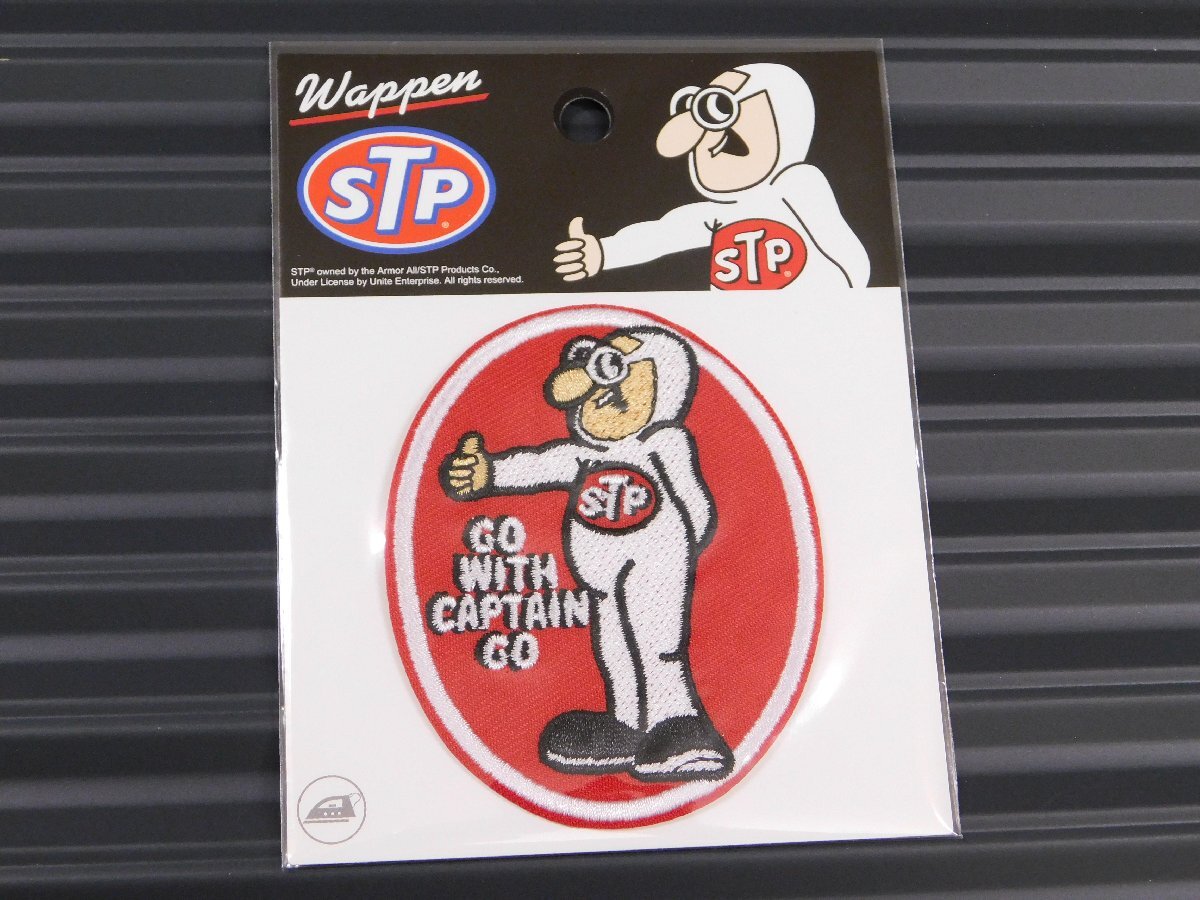 Wappen
STP®
STP® owned by the Armor All/STP Products Co.,
Under License by Unite Enterprise. All rights reserved.
STP®
STP
GO
WITH
CAPTAIN
GO